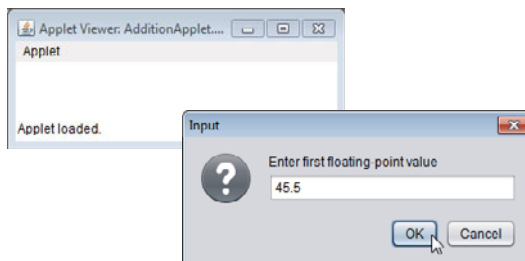 Applet Viewer: AdditionApplet....
Applet
Applet loaded.
Input
?
Enter first floating-point value
45.5
OK
Cancel